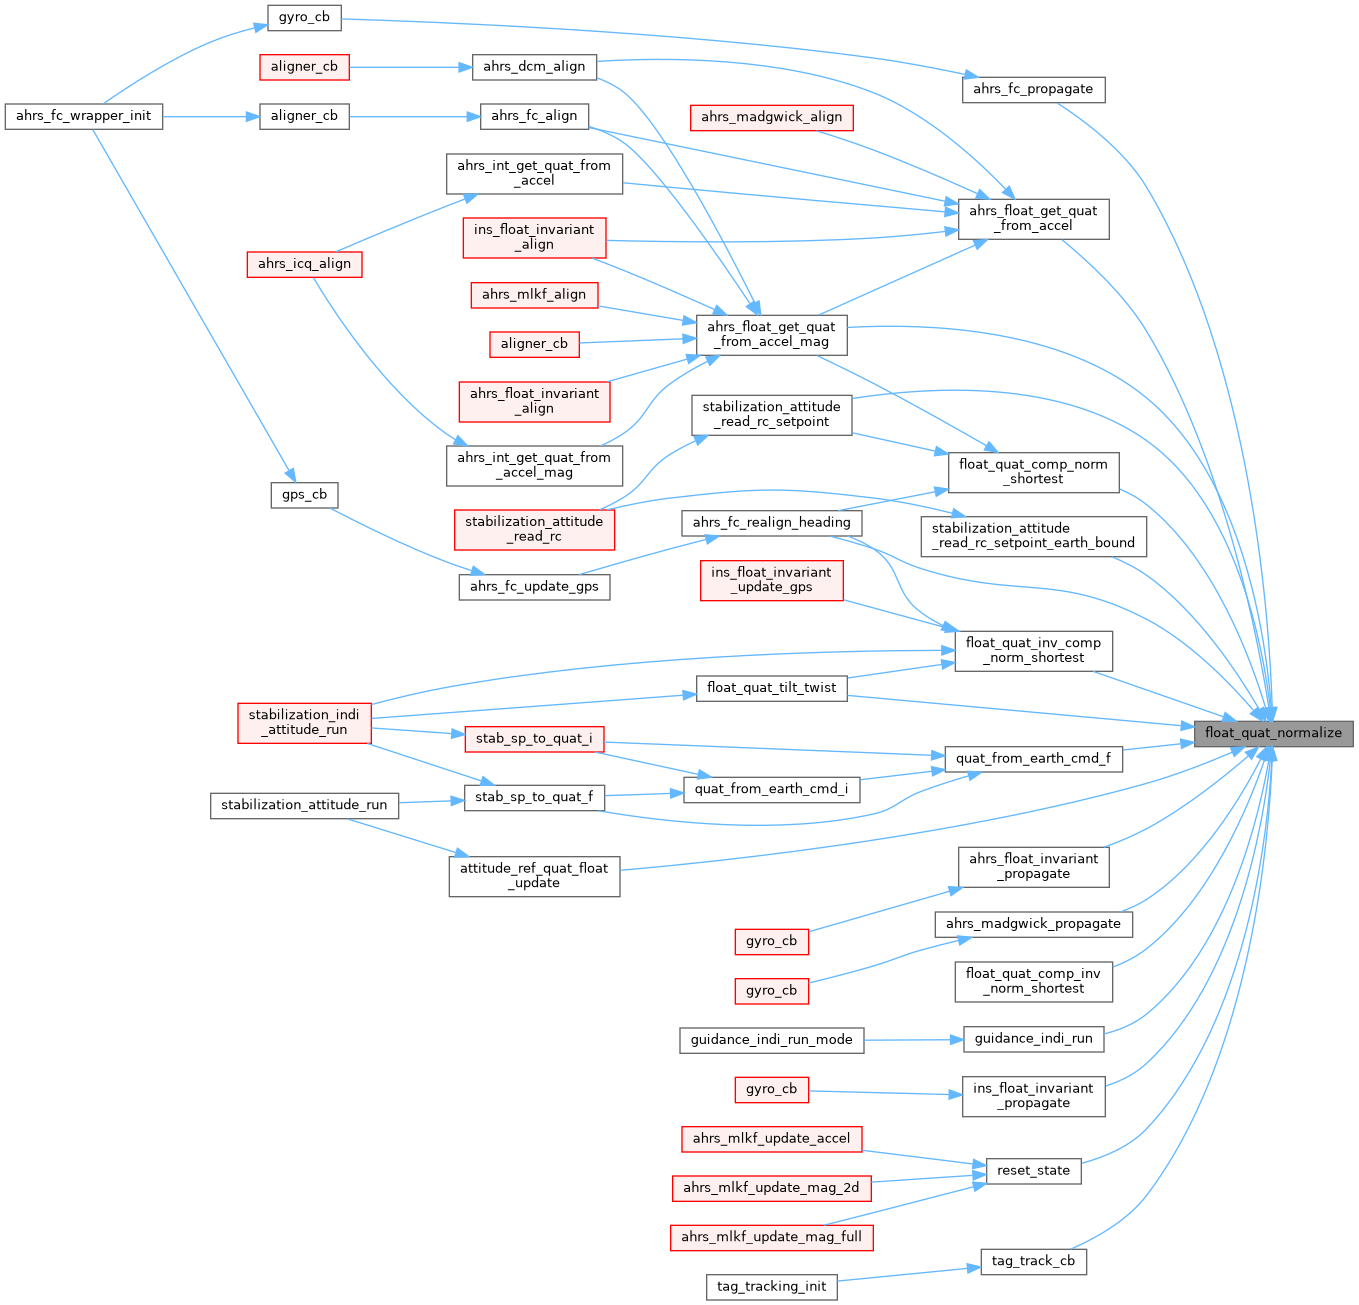 gyro_cb
aligner_cb
ahrs_dcm_align
ahrs_fc_propagate
ahrs_fc_wrapper_init
aligner_cb
ahrs_fc_align
ahrs_madgwick_align
ahrs_int_get_quat_from
_accel
ahrs_float_get_quat
_from_accel
ins_float_invariant
_align
ahrs_icq_align
ahrs_mlkf_align
ahrs_float_get_quat
_from_accel_mag
aligner_cb
ahrs_float_invariant
_align
stabilization_attitude
_read_rc_setpoint
ahrs_int_get_quat_from
_accel_mag
float_quat_comp_norm
_shortest
gps_cb
stabilization_attitude
_read_rc
ahrs_fc_realign_heading
stabilization_attitude
_read_rc_setpoint_earth_bound
ahrs_fc_update_gps
ins_float_invariant
_update_gps
float_quat_inv_comp
_norm_shortest
float_quat_tilt_twist
stabilization_indi
_attitude_run
float_quat_normalize
stab_sp_to_quat_i
quat_from_earth_cmd_f
quat_from_earth_cmd_i
stabilization_attitude_run
stab_sp_to_quat_f
attitude_ref_quat_float
_update
ahrs_float_invariant
_propagate
gyro_cb
ahrs_madgwick_propagate
gyro_cb
float_quat_comp_inv
_norm_shortest
guidance_indi_run_mode
guidance_indi_run
gyro_cb
ins_float_invariant
_propagate
ahrs_mlkf_update_accel
reset_state
ahrs_mlkf_update_mag_2d
ahrs_mlkf_update_mag_full
tag_track_cb
tag_tracking_init